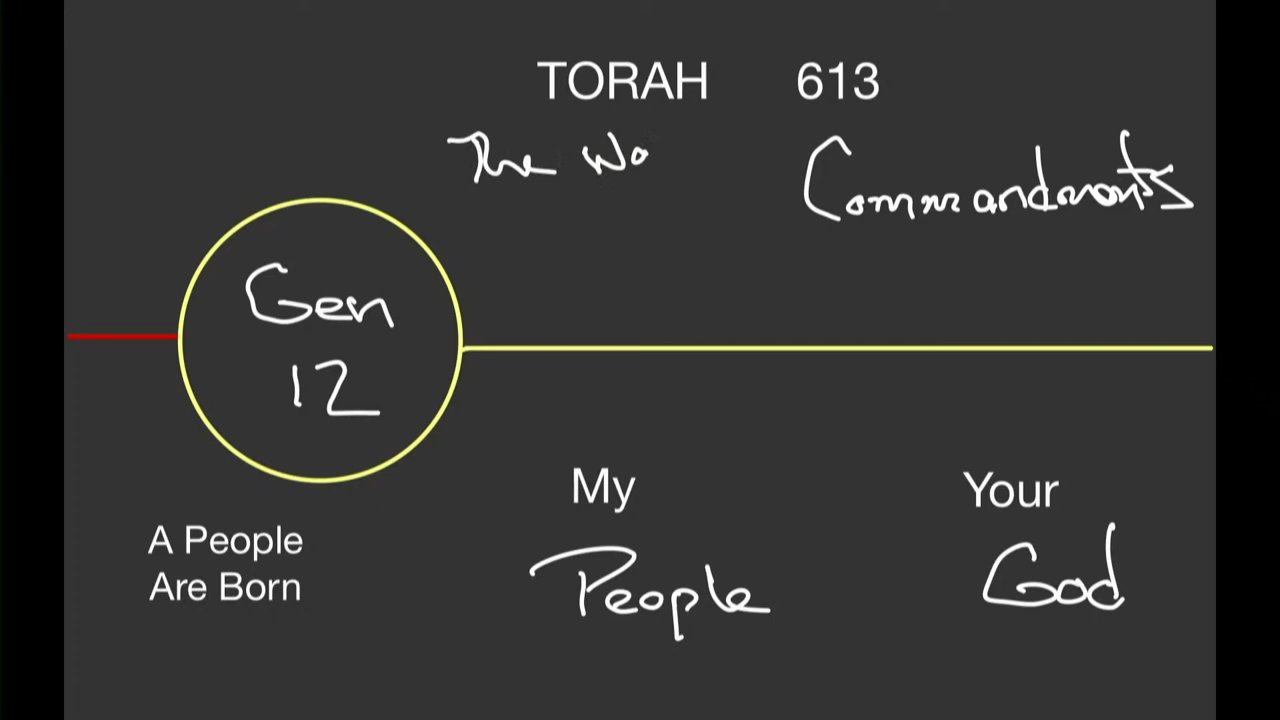 TORAH 613
The Wo
Commandments
Gen
12
A People
Are Born
My
People
Your
God